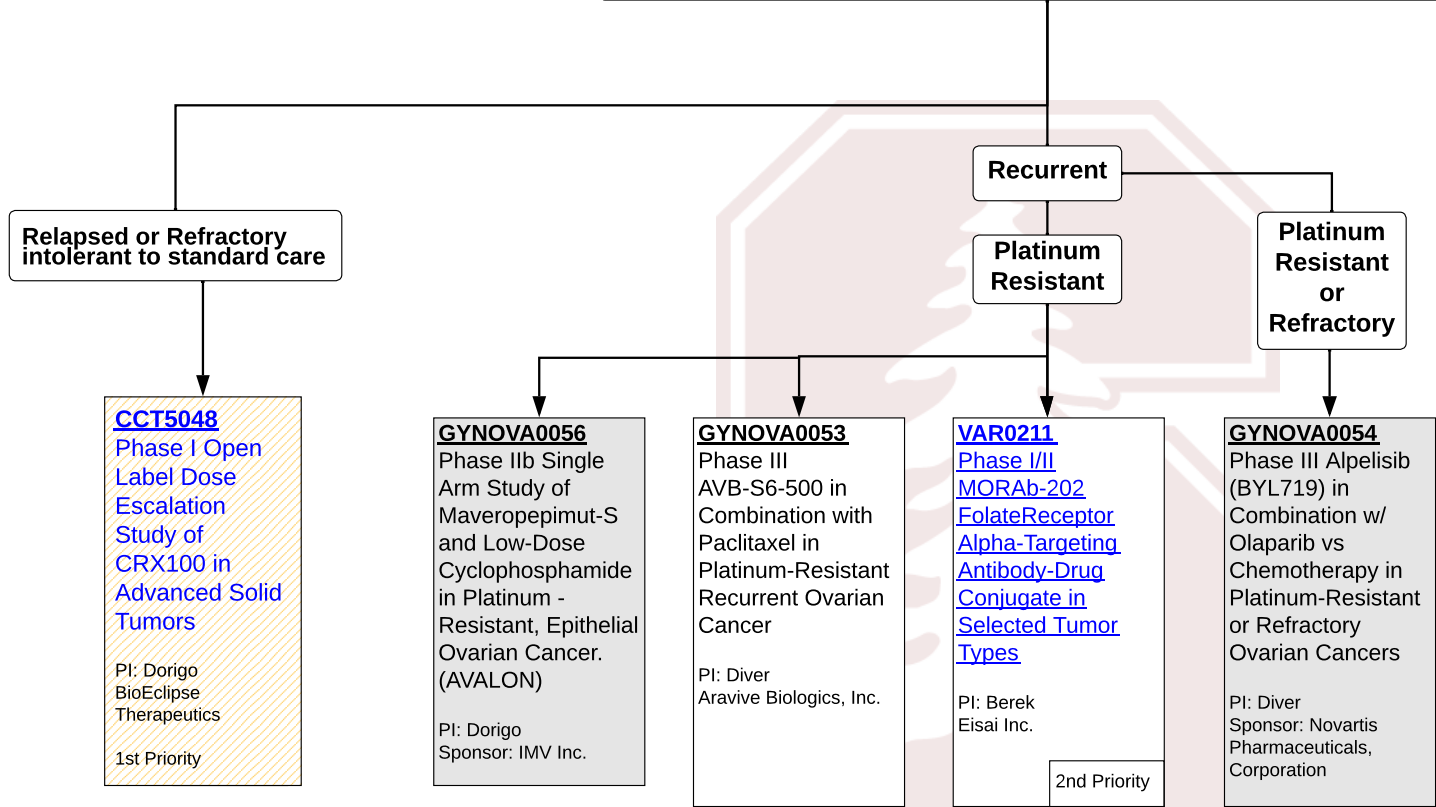 Recurrent
Relapsed or Refractory
intolerant to standard care
Platinum
Resistant
Platinum
Resistant
or
Refractory
CCT5048
Phase I Open
Label Dose
Escalation
Study of
CRX100 in
Advanced Solid
Tumors
PI: Dorigo
BioEclipse
Therapeutics
1st Priority
GYNOVA0056
Phase IIb Single
Arm Study of
Maveropepimut-S
and Low-Dose
Cyclophosphamide
in Platinum -
Resistant, Epithelial
Ovarian Cancer.
(AVALON)
PI: Dorigo
Sponsor: IMV Inc.
GYNOVA0053
Phase III
AVB-S6-500 in
Combination with
Paclitaxel in
Platinum-Resistant
Recurrent Ovarian
Cancer
PI: Diver
Aravive Biologics, Inc.
VAR0211
Phase I/II
MORAb-202
FolateReceptor
Alpha-Targeting
Antibody-Drug
Conjugate in
Selected Tumor
Types
PI: Berek
Eisai Inc.
2nd Priority
GYNOVA0054
Phase III Alpelisib
(BYL719) in
Combination w/
Olaparib vs
Chemotherapy in
Platinum-Resistant
or Refractory
Ovarian Cancers
PI: Diver
Sponsor: Novartis
Pharmaceuticals,
Corporation